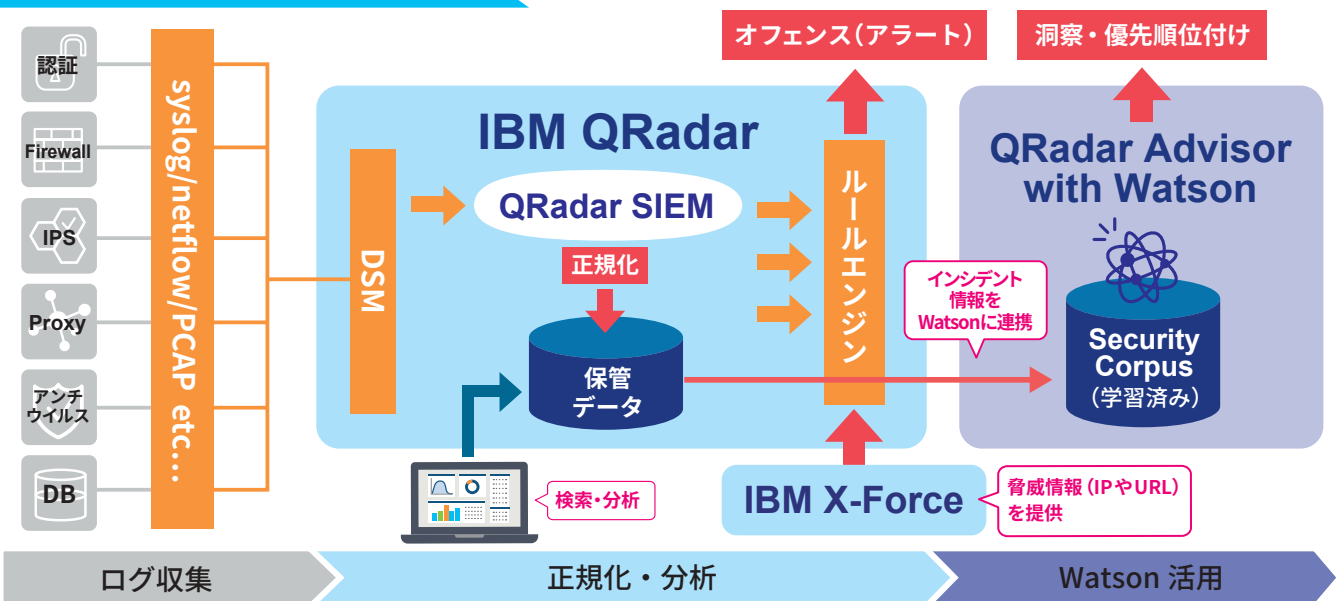 オフェンス(アラート)
洞察・優先順位付け
認証
Firewall
IPS
Proxy
アンチ
ウイルス
DB
syslog/netflow/PCAP etc...
IBM QRadar
DSM
QRadar SIEM
正規化
保管
データ
ルールエンジン
検索・分析
IBM X-Force
脅威情報(IPやURL)
を提供
インシデント
情報を
Watsonに連携
QRadar Advisor
with Watson
Security
Corpus
(学習済み)
ログ収集
正規化・分析
Watson 活用